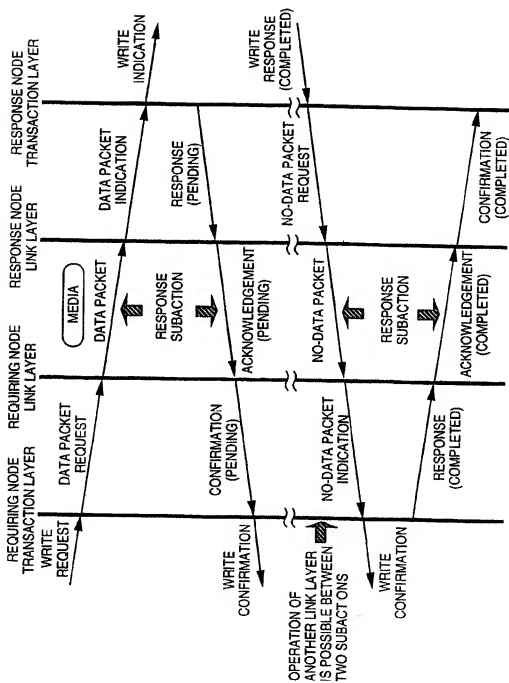 REQUIRING NODE
TRANSACTION LAYER
REQUIRING NODE
LINK LAYER
RESPONSE NODE
LINK LAYER
RESPONSE NODE
TRANSACTION LAYER
WRITE
REQUEST
DATA PACKET
REQUEST
MEDIA
DATA PACKET
DATA PACKET
INDICATION
WRITE
INDICATION
RESPONSE
SUBACTION
RESPONSE
(PENDING)
ACKNOWLEDGEMENT
(PENDING)
CONFIRMATION
(PENDING)
WRITE
CONFIRMATION
OPERATION OF
ANOTHER LINK LAYER
IS POSSIBLE BETWEEN
TWO SUBACTIONS
WRITE
RESPONSE
(COMPLETED)
NO-DATA PACKET
REQUEST
NO-DATA PACKET
NO-DATA PACKET
INDICATION
WRITE
CONFIRMATION
RESPONSE
SUBACTION
RESPONSE
(COMPLETED)
ACKNOWLEDGEMENT
(COMPLETED)
CONFIRMATION
(COMPLETED)